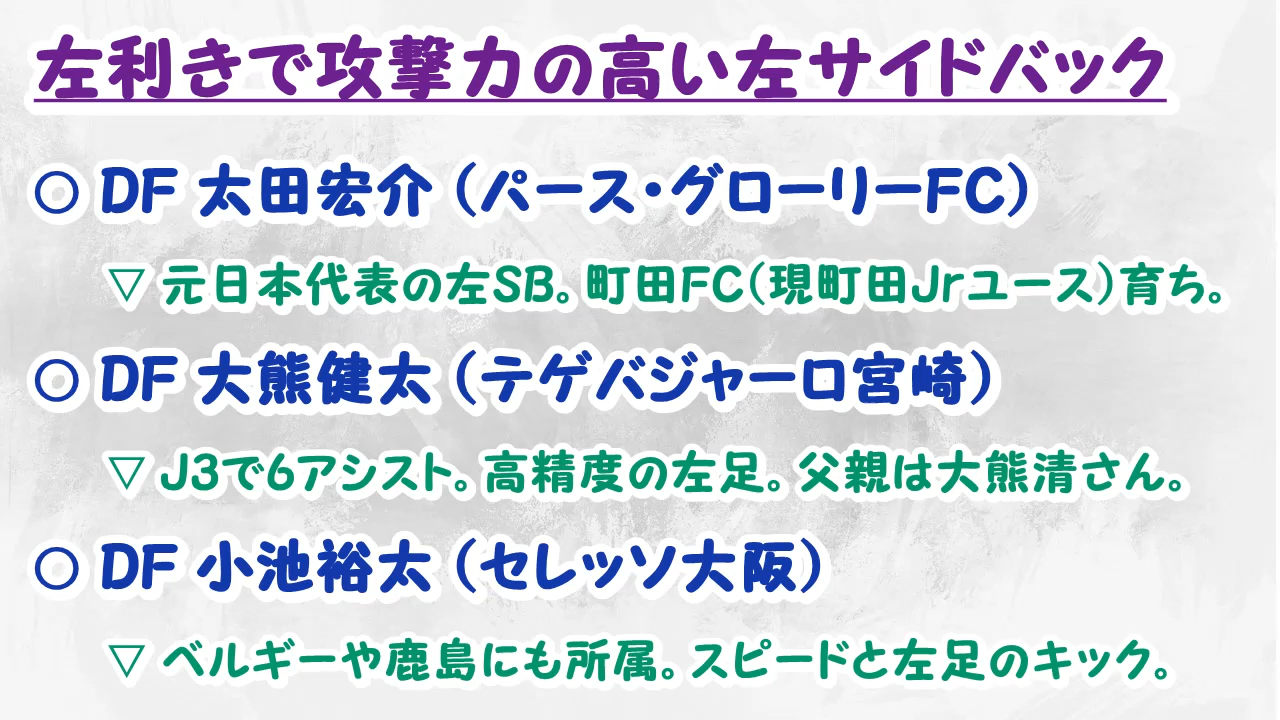 左利きで攻撃力の高い左サイドバック
○ DF 太田宏介（パース・グローリーFC）
▽ 元日本代表の左SB。町田FC(現町田Jrユース)育ち。
○ DF 大熊健太（テゲバジャーロ宮崎）
▽ J3で6アシスト。高精度の左足。父親は大熊清さん。
○ DF 小池裕太（セレッソ大阪）
▽ ベルギーや鹿島にも所属。スピードと左足のキック。